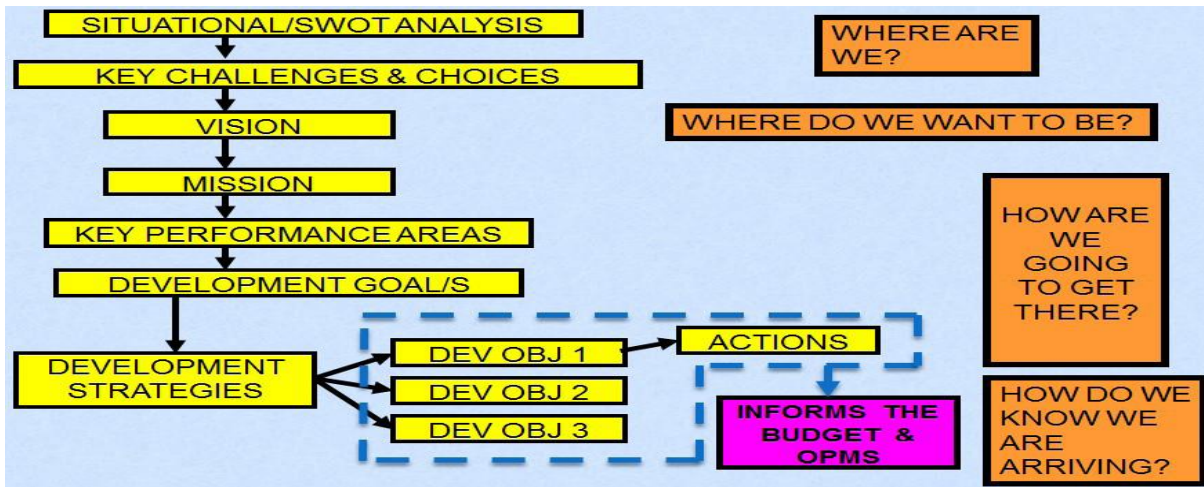 SITUATIONAL/SWOT ANALYSIS
KEY CHALLENGES & CHOICES
VISION
MISSION
KEY PERFORMANCE AREAS
DEVELOPMENT GOAL/S
DEVELOPMENT
STRATEGIES
DEV OBJ 1
DEV OBJ 2
DEV OBJ 3
ACTIONS
INFORMS THE
BUDGET &
OPMS
WHERE ARE
WE?
WHERE DO WE WANT TO BE?
HOW ARE
WE
GOING
TO GET
THERE?
HOW DO WE
KNOW WE
ARE
ARRIVING?